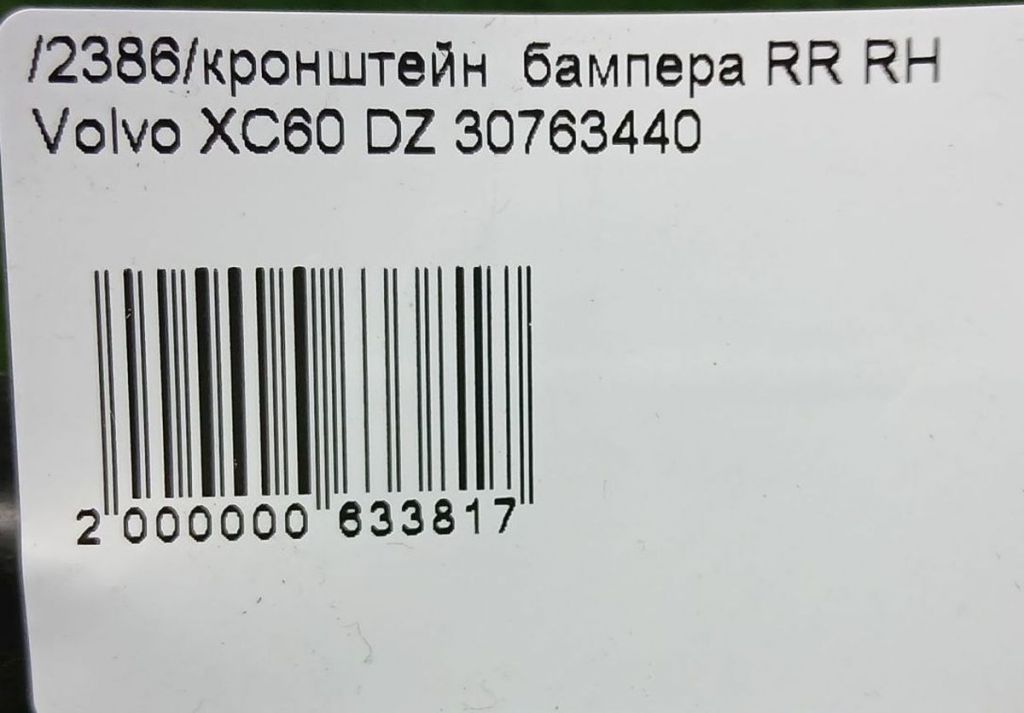 /2386/кронштейн бампера RR RH
Volvo XC60 DZ 30763440
2 000000 633817